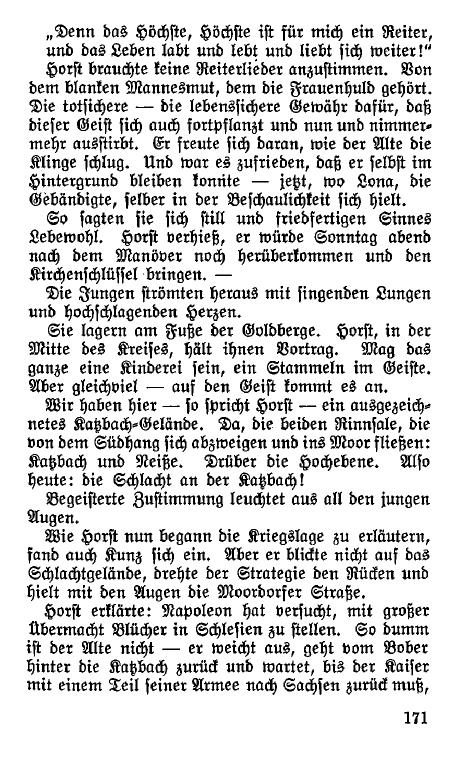 „Denn das Höchste, Höchste ist für mich ein Reiter,
und das Leben labt und lebt und liebt sich weiter!“
Horst brauchte keine Reiterlieder anzustimmen. Von
dem blanken Mannesmut, dem die Frauenhuld gehört.
Die totsichere — die lebenssichere Gewähr dafür, daß
dieser Geist sich auch fortpflanzt und nun und nimmer-
mehr ausstirbt. Er freute sich daran, wie der Alte die
Klinge schlug. Und war es zufrieden, daß er selbst im
Hintergrund bleiben konnte — jetzt, wo Lona, die
Gebändigte, selber in der Beschaulichkeit sich hielt.
So sagten sie sich still und friedfertigen Sinnes
Lebewohl. Horst verhieß, er würde Sonntag abend
nach dem Manöver noch herüberkommen und den
Kirchenschlüssel bringen. —
Die Jungen strömten heraus mit singenden Lungen
und hochschlagenden Herzen.
Sie lagern am Fuße der Goldberge. Horst, in der
Mitte des Kreises, hält ihnen Vortrag. Mag das
ganze eine Kinderei sein, ein Stammeln im Geiste.
Aber gleichviel — auf den Geist kommt es an.
Wir haben hier — so spricht Horst — ein ausgezeich-
netes Katzbach-Gelände. Da, die beiden Rinnsale, die
von dem Südhang sich abzweigen und ins Moor fließen:
Katzbach und Neiße. Drüber die Hochebene. Also
heute: die Schlacht an der Katzbach!
Begeisterte Zustimmung leuchtet aus all den jungen
Augen.
Wie Horst nun begann die Kriegslage zu erläutern,
fand auch Kunz sich ein. Aber er blickte nicht auf das
Schlachtgelände, drehte der Strategie den Rücken und
hielt mit den Augen die Moordorfer Straße.
Horst erklärte: Napoleon hat versucht, mit großer
Übermacht Blücher in Schlesien zu stellen. So dumm
ist der Alte nicht — er weicht aus, geht vom Bober
hinter die Katzbach zurück und wartet, bis der Kaiser
mit einem Teil seiner Armee nach Sachsen zurück muß,
171